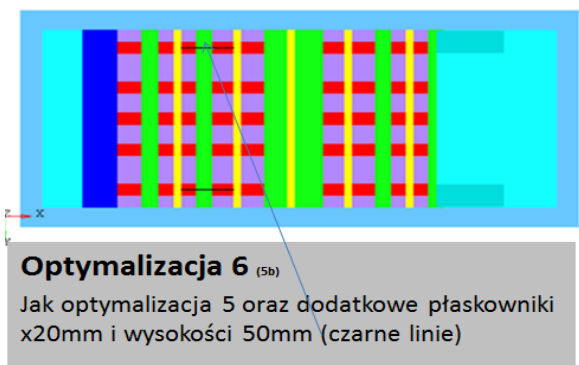 Z
X
Y
Optymalizacja 6 (5b)
Jak optymalizacja 5 oraz dodatkowe płaskowniki
x20mm i wysokości 50mm (czarne linie)